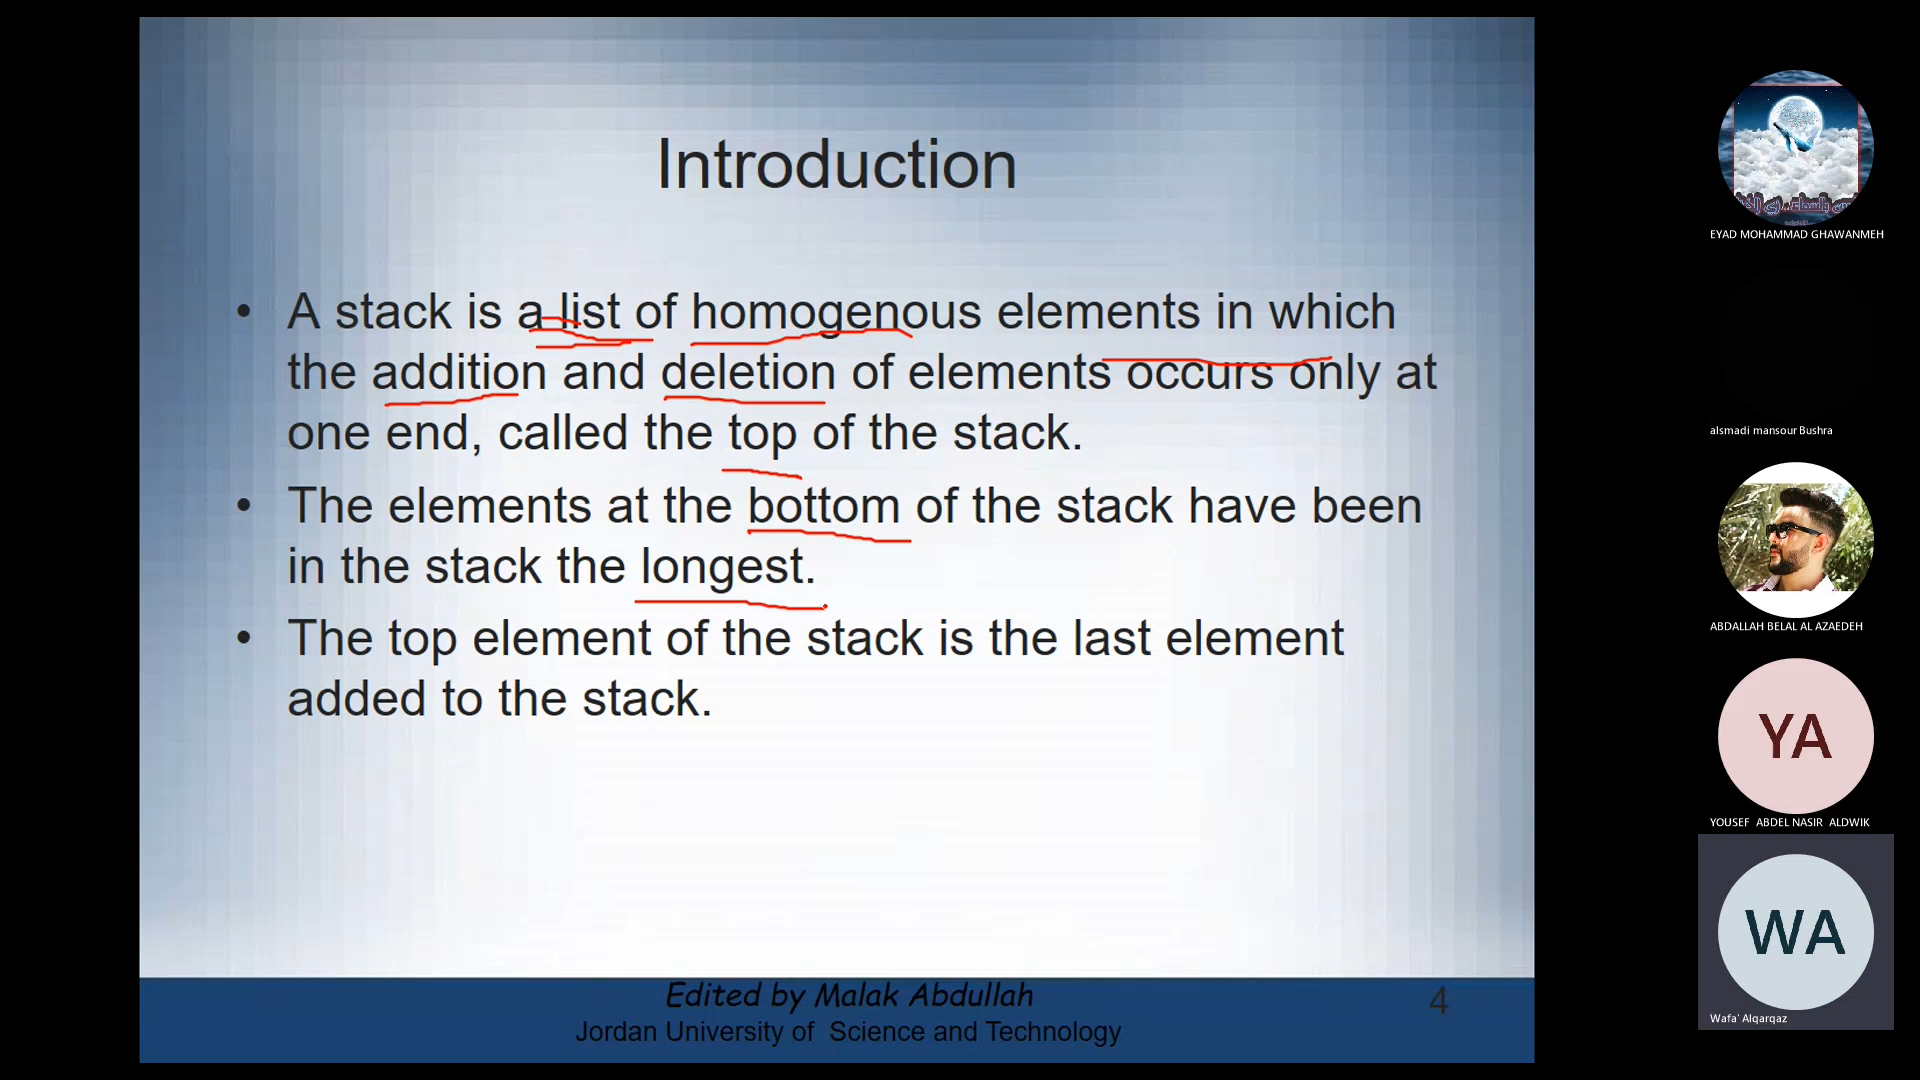 Introduction
• A stack is a list of homogenous elements in which
the addition and deletion of elements occurs only at
one end, called the top of the stack.
• The elements at the bottom of the stack have been
in the stack the longest.
• The top element of the stack is the last element
added to the stack.
Edited by Malak Abdullah
Jordan University of Science and Technology
4
EYAD MOHAMMAD GHAWANMEH
alsmadi mansour Bushra
ABDALLAH BELAL AL AZAEDEH
YA
YOUSEF ABDEL NASIR ALDWIK
WA
Wafa' Alqarqaz